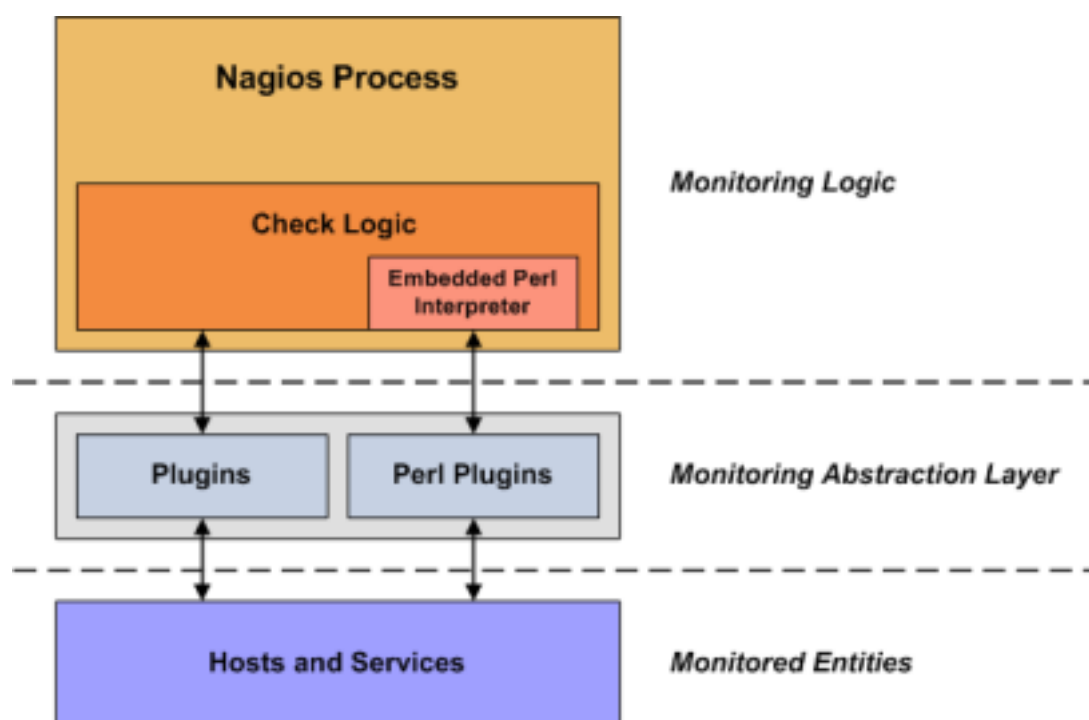 Nagios Process
Monitoring Logic
Check Logic
Embedded Perl
Interpreter
Plugins
Perl Plugins
Monitoring Abstraction Layer
Hosts and Services
Monitored Entities